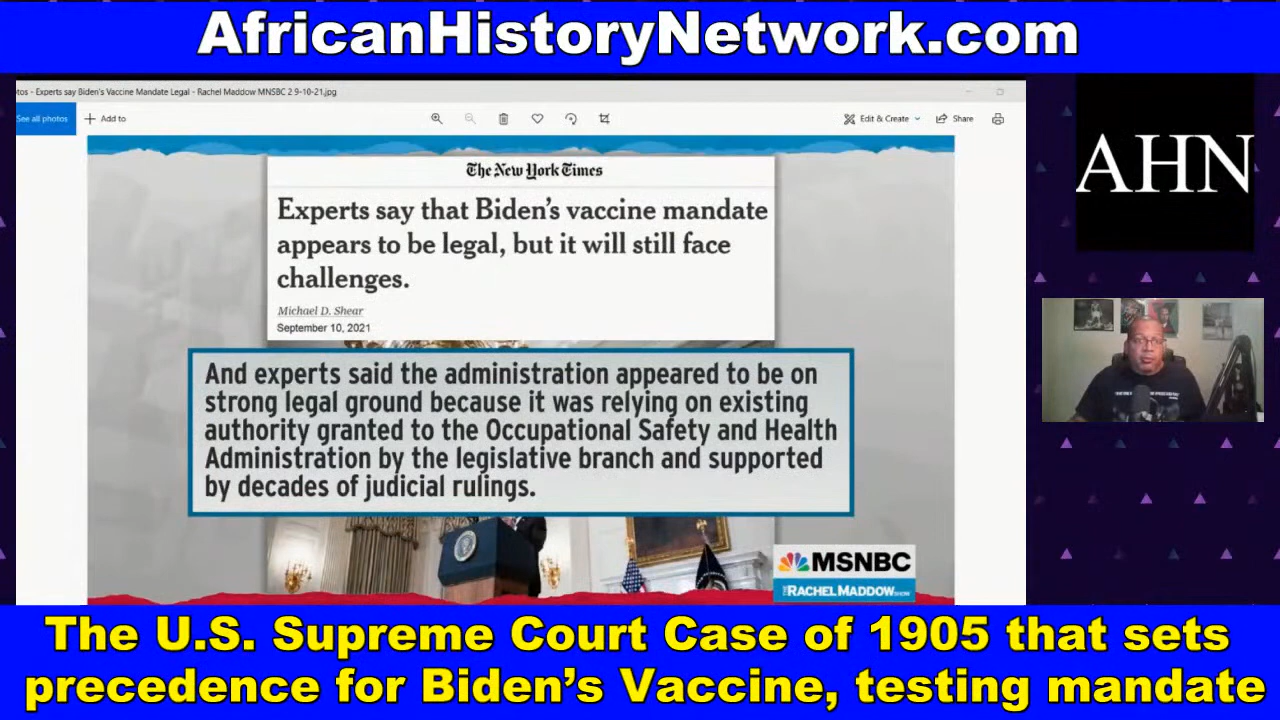 AfricanHistoryNetwork.com
otos - Experts say Biden's Vaccine Mandate Legal - Rachel Maddow MNSBC 2 9-10-21.jpg
See all photos
Add to
Edit & Create
Share
AHN
The New York Times
Experts say that Biden's vaccine mandate
appears to be legal, but it will still face
challenges.
Michael D. Shear
September 10, 2021
And experts said the administration appeared to be on
strong legal ground because it was relying on existing
authority granted to the Occupational Safety and Health
Administration by the legislative branch and supported
by decades of judicial rulings.
MSNBC
THE RACHEL MADDOW SHOW
The U.S. Supreme Court Case of 1905 that sets
precedence for Biden's Vaccine, testing mandate